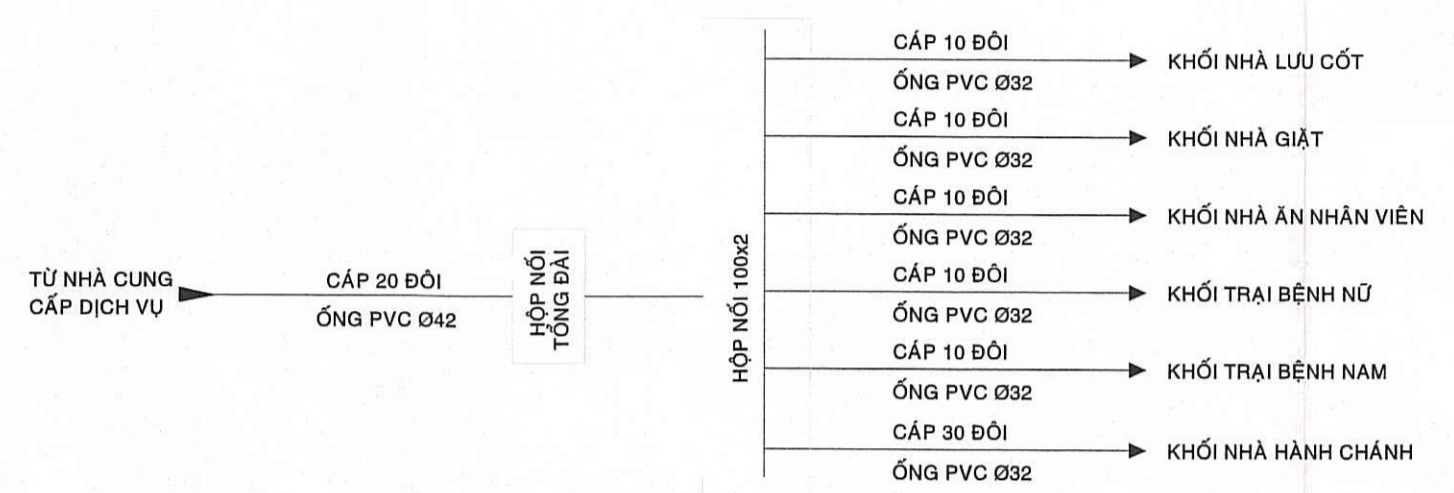 TỪ NHÀ CUNG
CẤP DỊCH VỤ
CÁP 20 ĐÔI
ỐNG PVC Ø42
HỘP NỐI
TỔNG ĐÀI
HỘP NỐI 100x2
CÁP 10 ĐÔI
ỐNG PVC Ø32
KHỐI NHÀ LƯU CỐT
CÁP 10 ĐÔI
ỐNG PVC Ø32
KHỐI NHÀ GIẶT
CÁP 10 ĐÔI
ỐNG PVC Ø32
KHỐI NHÀ ĂN NHÂN VIÊN
CÁP 10 ĐÔI
ỐNG PVC Ø32
KHỐI TRẠI BỆNH NỮ
CÁP 10 ĐÔI
ỐNG PVC Ø32
KHỐI TRẠI BỆNH NAM
CÁP 30 ĐÔI
ỐNG PVC Ø32
KHỐI NHÀ HÀNH CHÁNH